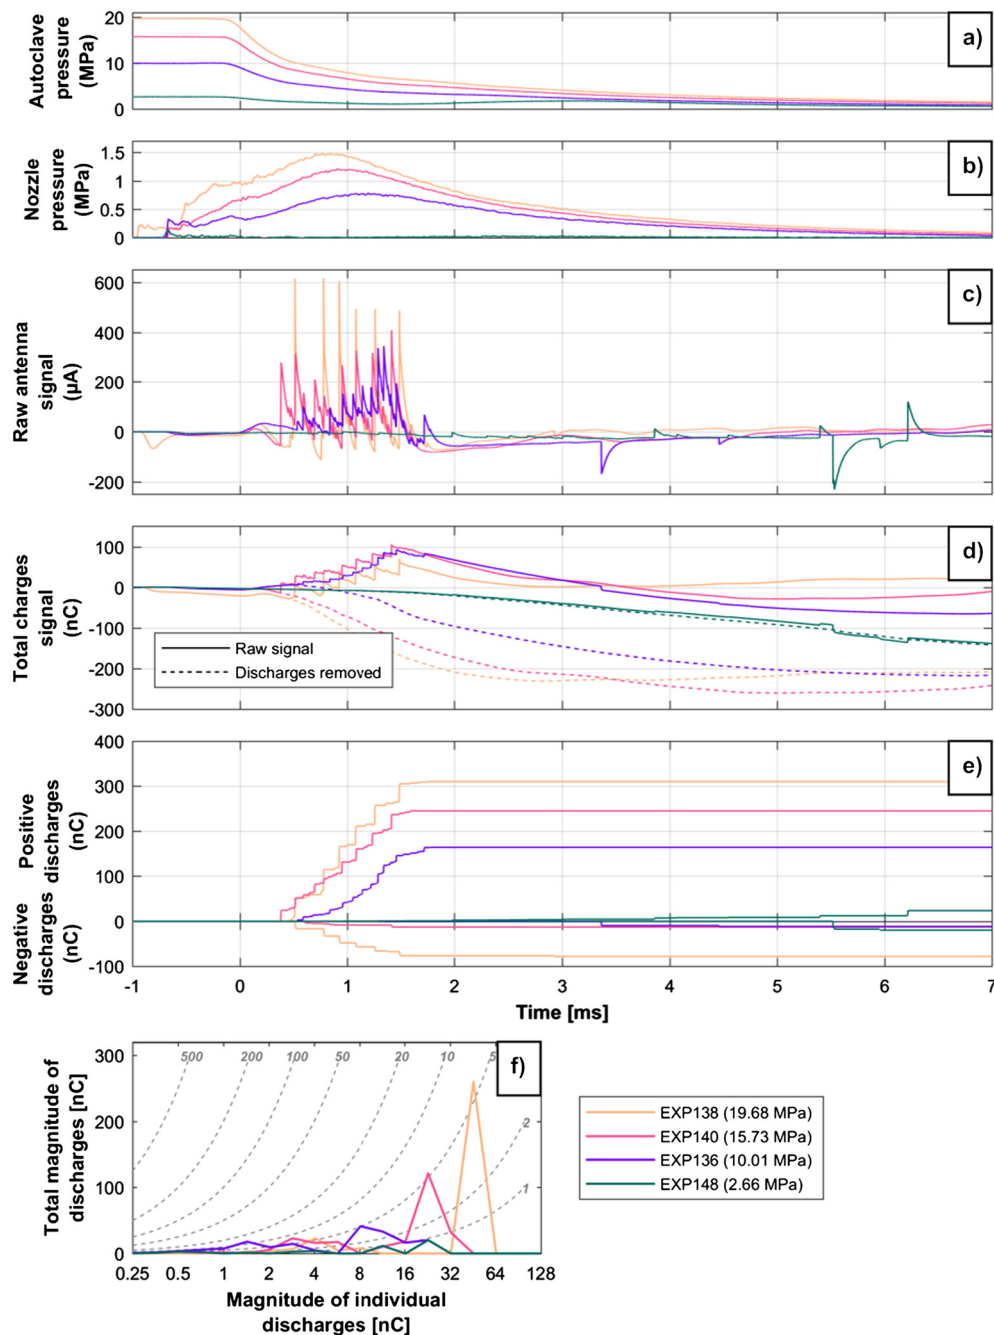 20
10
0
Autoclave
pressure
(MPa)
a)
1.5
1
0.5
0
Nozzle
pressure
(MPa)
b)
600
400
200
0
-200
Raw antenna
signal
(µA)
c)
100
0
-100
-200
-300
Total charges
signal
(nC)
Raw signal
Discharges removed
d)
400
300
200
100
0
-100
Positive
discharges
(nC)
Negative
discharges
(nC)
e)
-1 0 1 2 3 4 5 6 7
Time [ms]
300
200
100
0
Total magnitude of
discharges [nC]
500 200 100 50 20 10 5
2
1
f)
0.25 0.5 1 2 4 8 16 32 64 128
Magnitude of individual
discharges [nC]
EXP138 (19.68 MPa)
EXP140 (15.73 MPa)
EXP136 (10.01 MPa)
EXP148 (2.66 MPa)